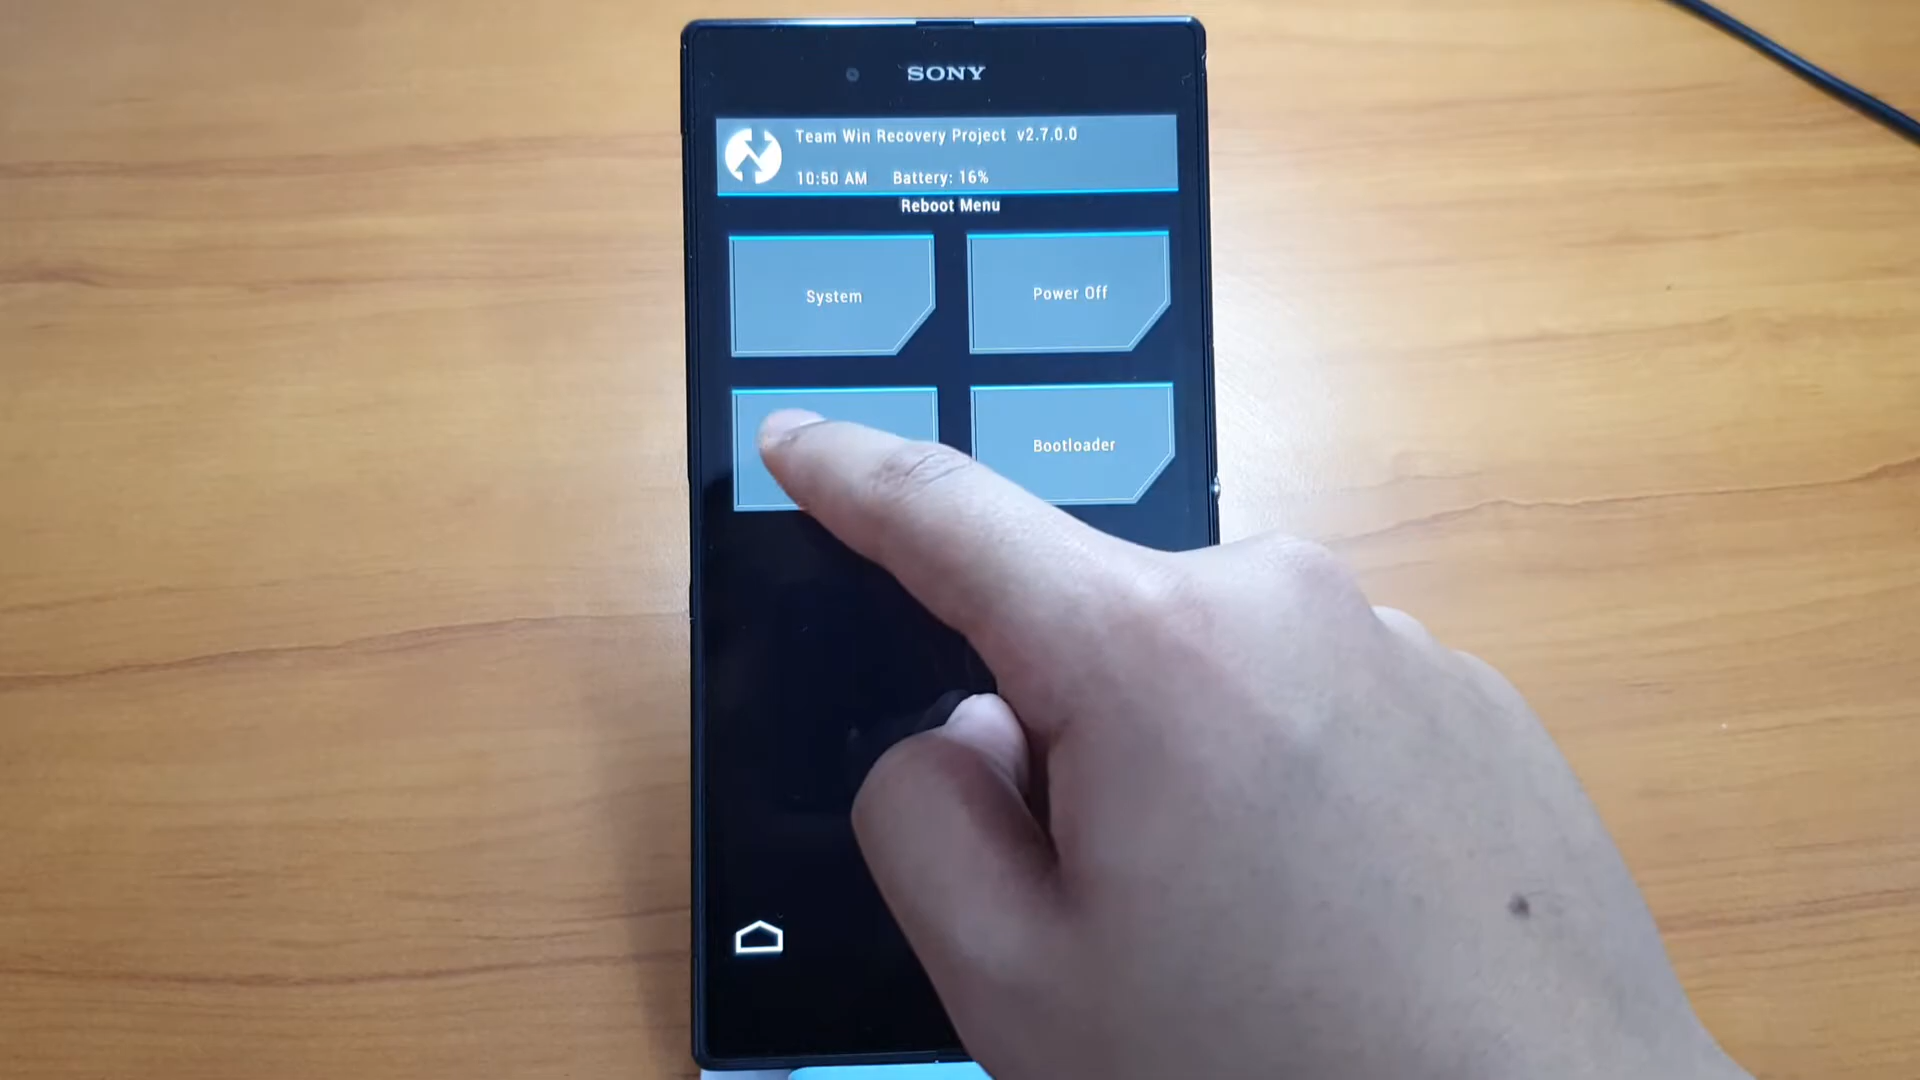 SONY
Team Win Recovery Project v2.7.0.0
10:50 AM Battery: 16%
Reboot Menu
System
Power Off
Bootloader